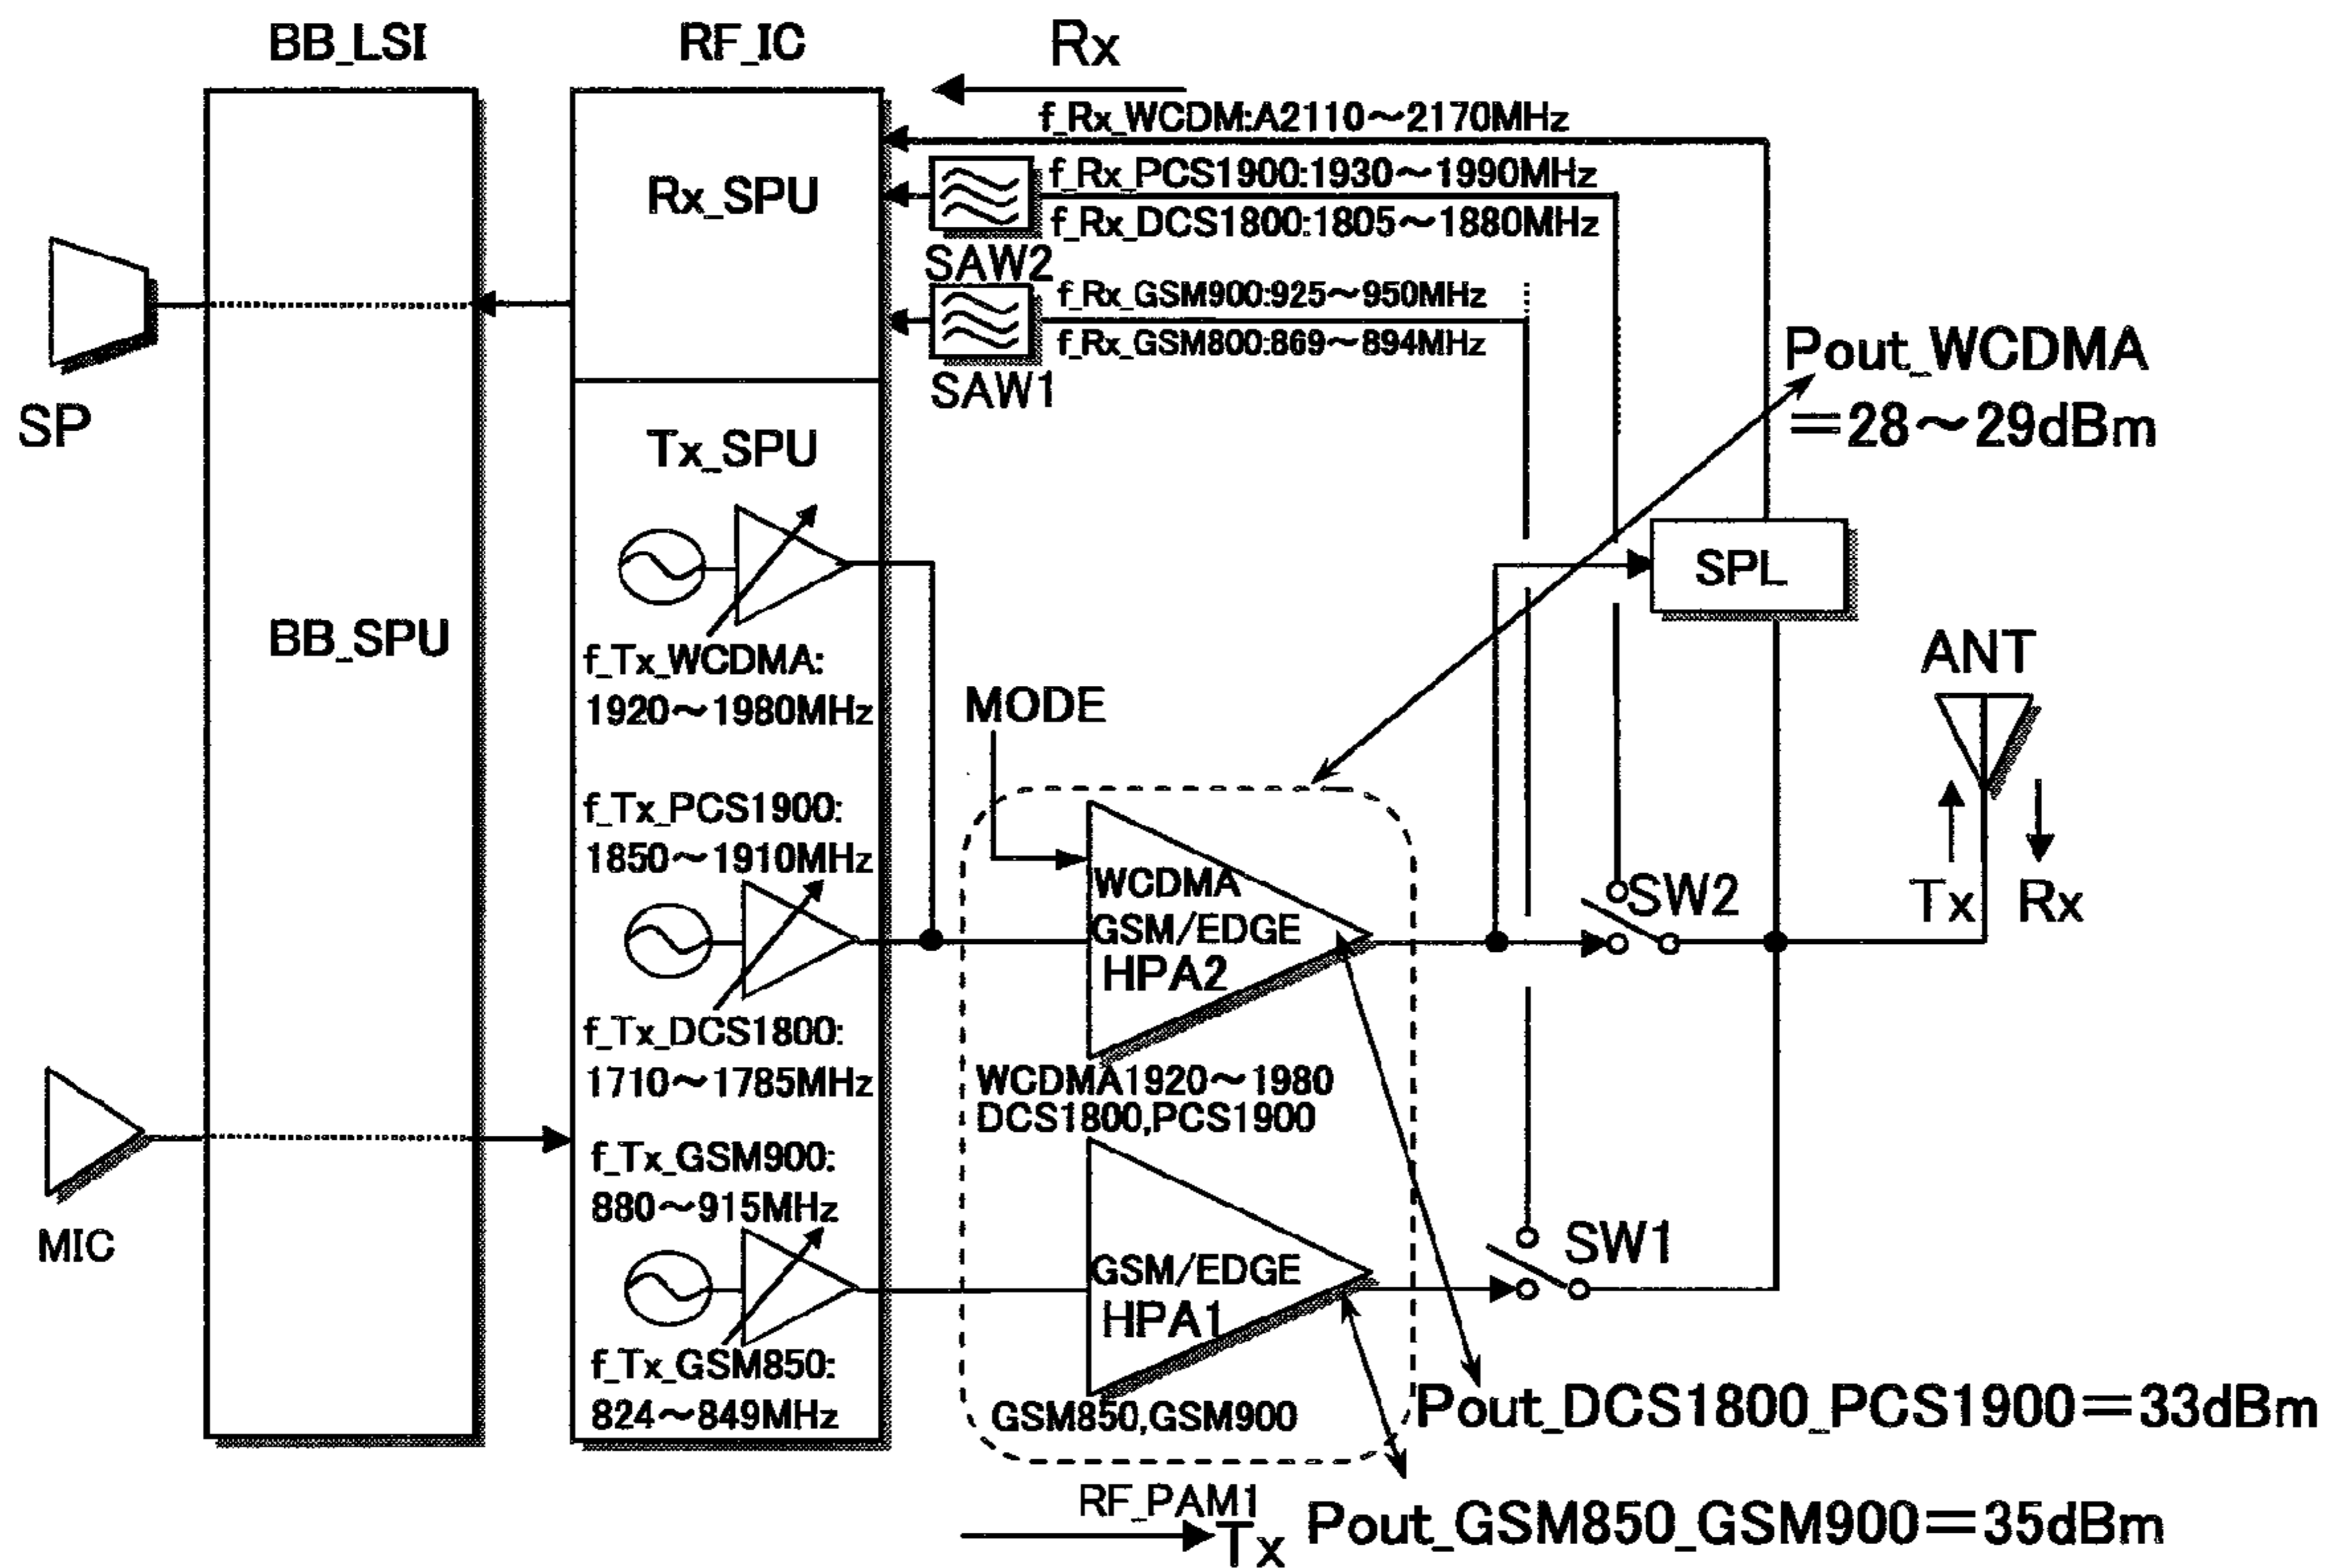 BB_LSI
RF_IC
Rx
f_Rx_WCDM:A2110～2170MHz
f_Rx_PCS1900:1930～1990MHz
f_Rx_DCS1800:1805～1880MHz
SAW2
f_Rx_GSM900:925～950MHz
f_Rx_GSM800:869～894MHz
SAW1
Rx_SPU
SP
Pout_WCDMA
＝28～29dBm
Tx_SPU
SPL
BB_SPU
f_Tx_WCDMA:
1920～1980MHz
MODE
ANT
Tx
Rx
f_Tx_PCS1900:
1850～1910MHz
WCDMA
GSM/EDGE
HPA2
SW2
f_Tx_DCS1800:
1710～1785MHz
WCDMA1920～1980
DCS1800,PCS1900
MIC
f_Tx_GSM900:
880～915MHz
GSM/EDGE
HPA1
SW1
f_Tx_GSM850:
824～849MHz
GSM850,GSM900
Pout_DCS1800_PCS1900＝33dBm
RF_PAM1
Tx
Pout_GSM850_GSM900＝35dBm